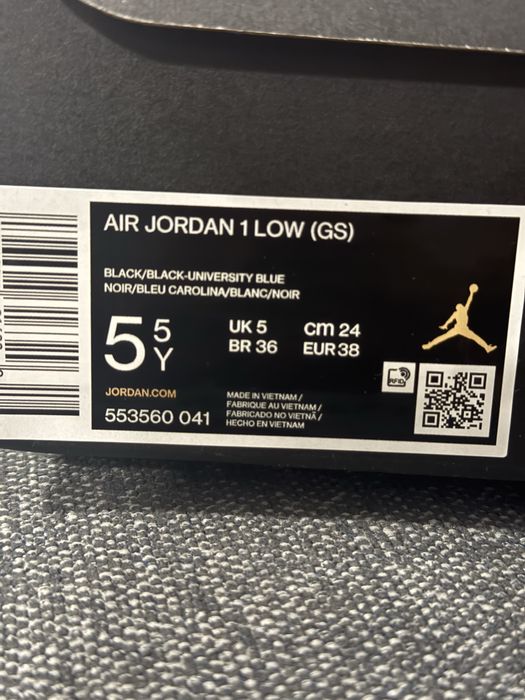 AIR JORDAN 1 LOW (GS)
BLACK/BLACK-UNIVERSITY BLUE
NOIR/BLEU CAROLINA/BLANC/NOIR
5 5Y
UK 5 cm 24
BR 36 EUR 38
RFID
JORDAN.COM
553560 041
MADE IN VIETNAM /
FABRIQUE AU VIETNAM /
FABRICADO NO VIETNÃ /
HECHO EN VIETNAM